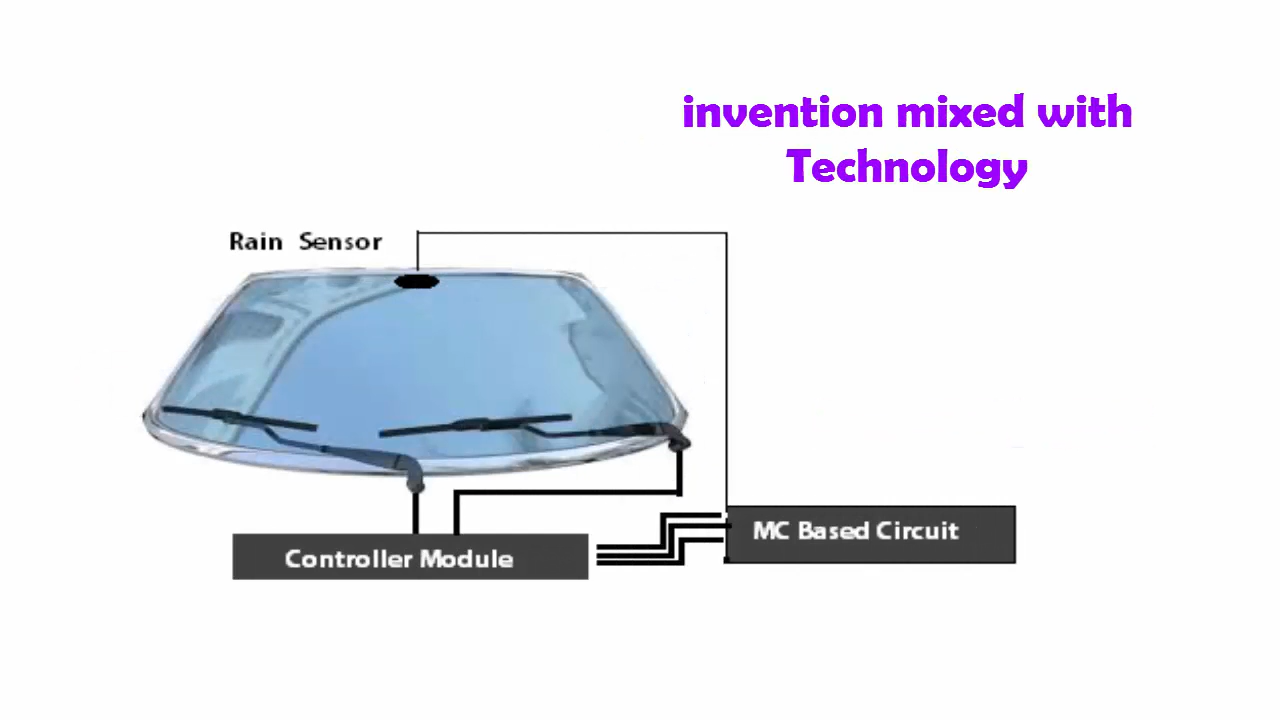 invention mixed with
Technology
Rain Sensor
MC Based Circuit
Controller Module